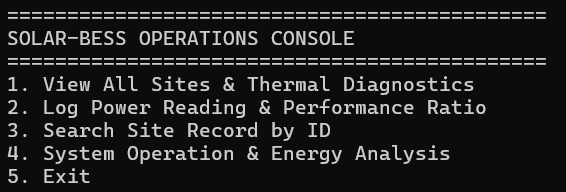 =============================================
SOLAR-BESS OPERATIONS CONSOLE
=============================================
1. View All Sites & Thermal Diagnostics
2. Log Power Reading & Performance Ratio
3. Search Site Record by ID
4. System Operation & Energy Analysis
5. Exit